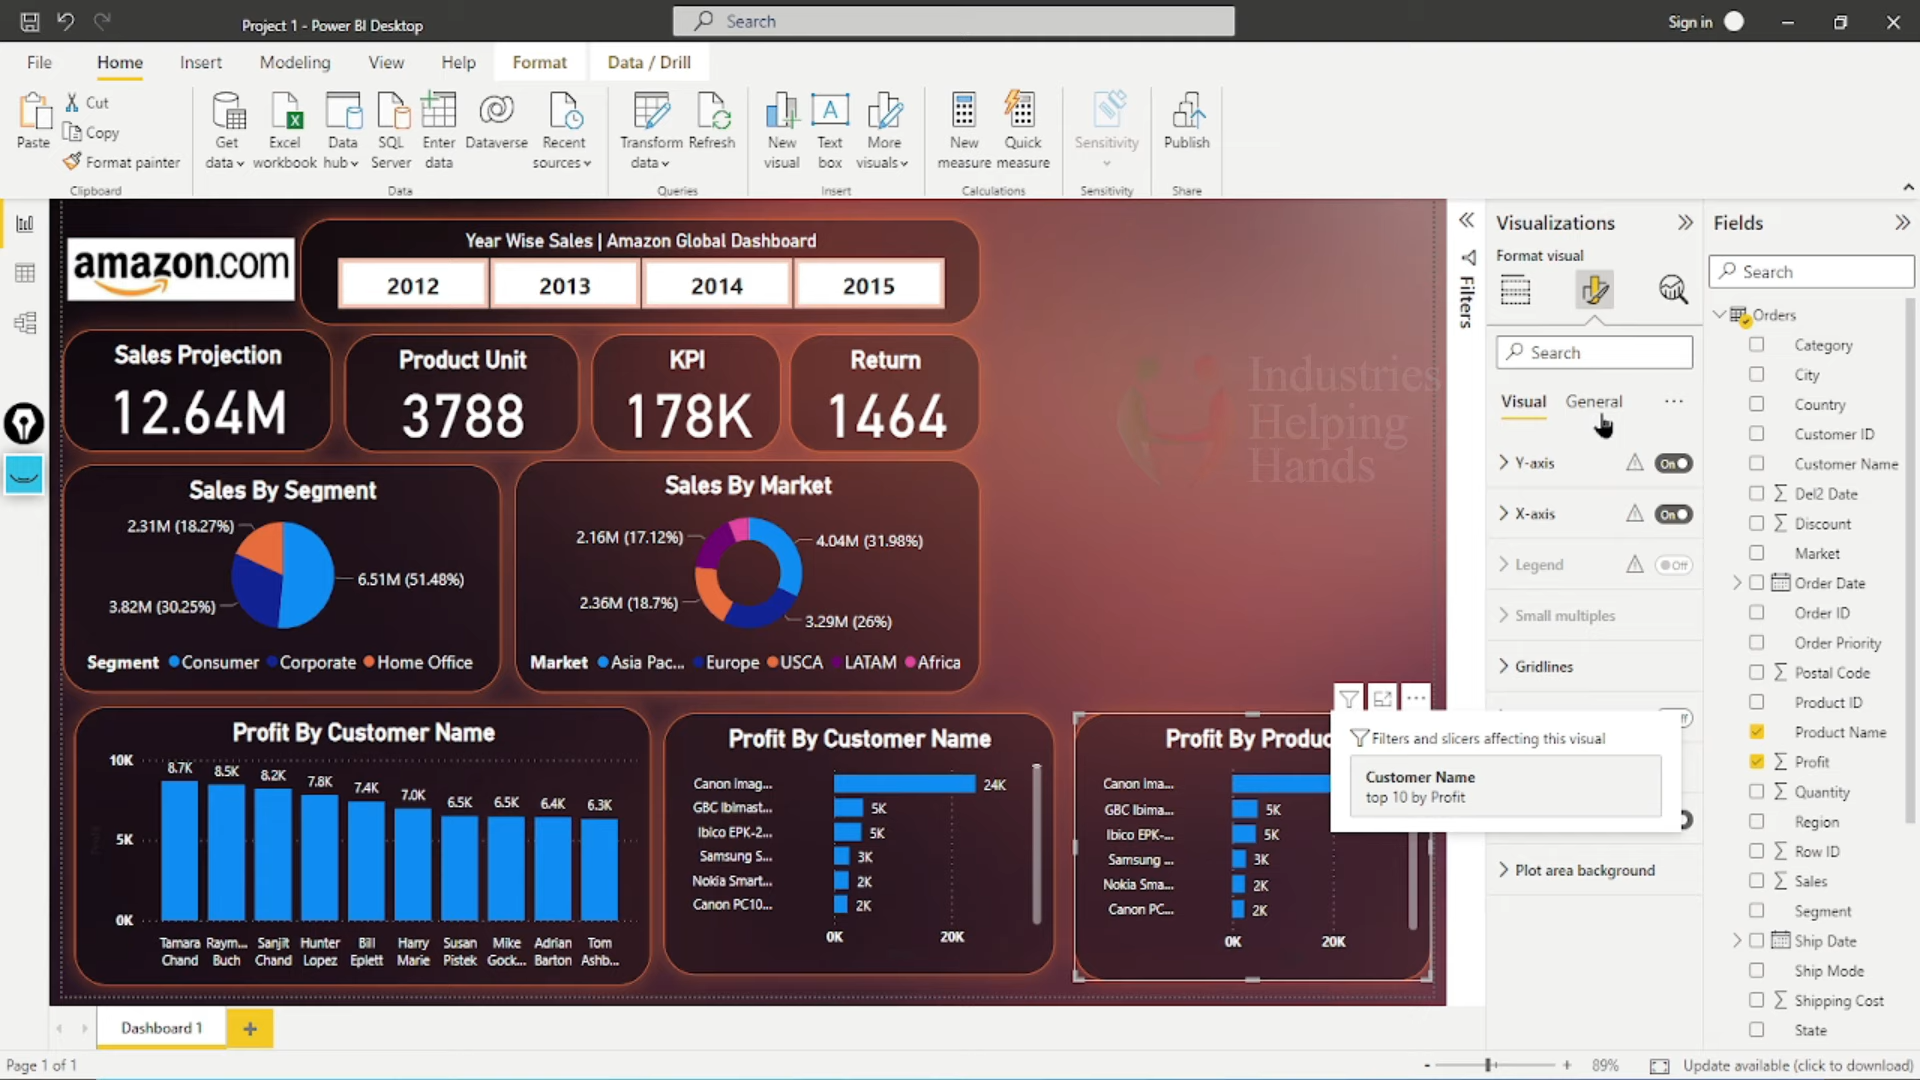 Project 1 - Power BI Desktop
Search
Sign in
File
Home
Insert
Modeling
View
Help
Format
Data / Drill
Paste
Cut
Copy
Format painter
Clipboard
Get data
Excel workbook
Data hub
SQL Server
Enter data
Dataverse
Recent sources
Data
Transform data
Refresh
Queries
New visual
Text box
More visuals
Insert
New measure
Quick measure
Calculations
Sensitivity
Sensitivity
Publish
Share
amazon.com
Year Wise Sales | Amazon Global Dashboard
2012
2013
2014
2015
Sales Projection
12.64M
Product Unit
3788
KPI
178K
Return
1464
Industries
Helping
Hands
Sales By Segment
2.31M (18.27%)
6.51M (51.48%)
3.82M (30.25%)
Segment Consumer Corporate Home Office
Sales By Market
2.16M (17.12%)
4.04M (31.98%)
2.36M (18.7%)
3.29M (26%)
Market Asia Pac... Europe USCA LATAM Africa
Profit By Customer Name
10K
5K
0K
8.7K
8.5K
8.2K
7.8K
7.4K
7.0K
6.5K
6.5K
6.4K
6.3K
Tamara Chand
Raym... Buch
Sanjit Chand
Hunter Lopez
Bill Eplett
Harry Marie
Susan Pistek
Mike Gock...
Adrian Barton
Tom Ashb...
Profit By Customer Name
Canon Imag... 24K
GBC Ibimast... 5K
Ibico EPK-2... 5K
Samsung S... 3K
Nokia Smart... 2K
Canon PC10... 2K
0K 20K
Profit By Produc
Canon Ima...
GBC Ibima... 5K
Ibico EPK-... 5K
Samsung ... 3K
Nokia Sma... 2K
Canon PC... 2K
0K 20K
Filters and slicers affecting this visual
Customer Name
top 10 by Profit
Filters
Visualizations
Format visual
Search
Visual
General
Y-axis
On
X-axis
On
Legend
Off
Small multiples
Gridlines
Plot area background
Fields
Search
Orders
Category
City
Country
Customer ID
Customer Name
Del2 Date
Discount
Market
Order Date
Order ID
Order Priority
Postal Code
Product ID
Product Name
Profit
Quantity
Region
Row ID
Sales
Segment
Ship Date
Ship Mode
Shipping Cost
State
Dashboard 1
Page 1 of 1
89%
Update available (click to download)